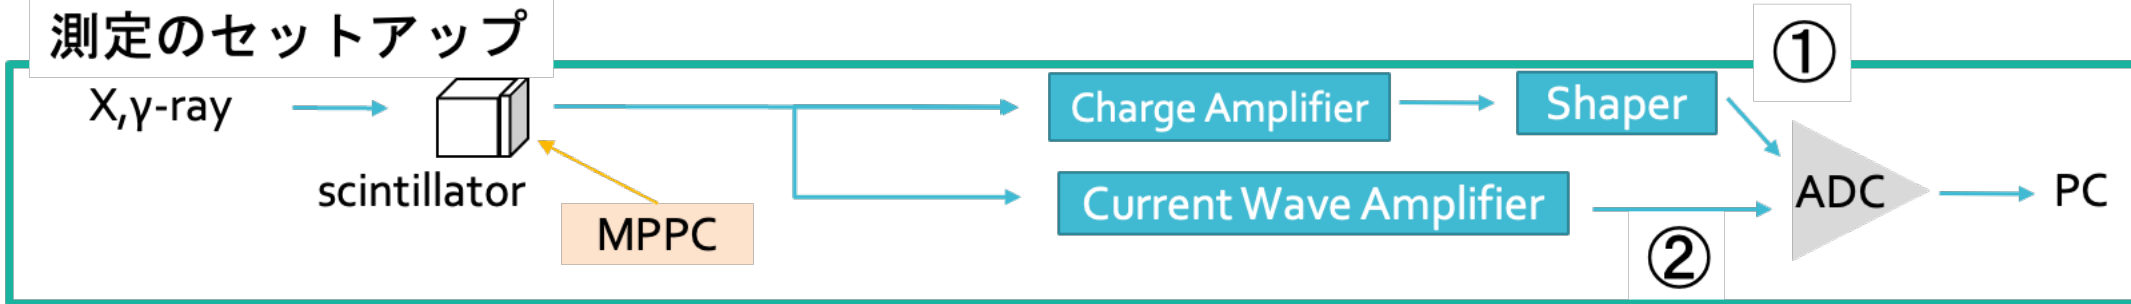 測定のセットアップ
①
X,γ-ray
Charge Amplifier
Shaper
scintillator
MPPC
Current Wave Amplifier
ADC
PC
②